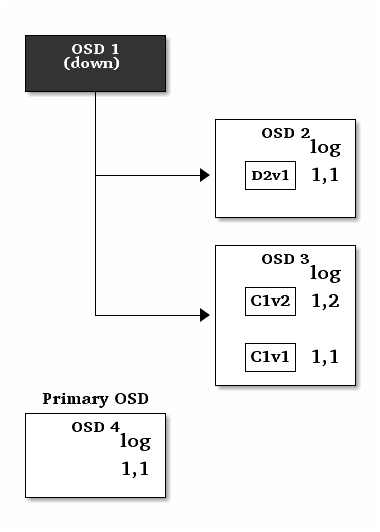 OSD 1
(down)
OSD 2
log
D2v1 1,1
OSD 3
log
C1v2 1,2
C1v1 1,1
Primary OSD
OSD 4
log
1,1